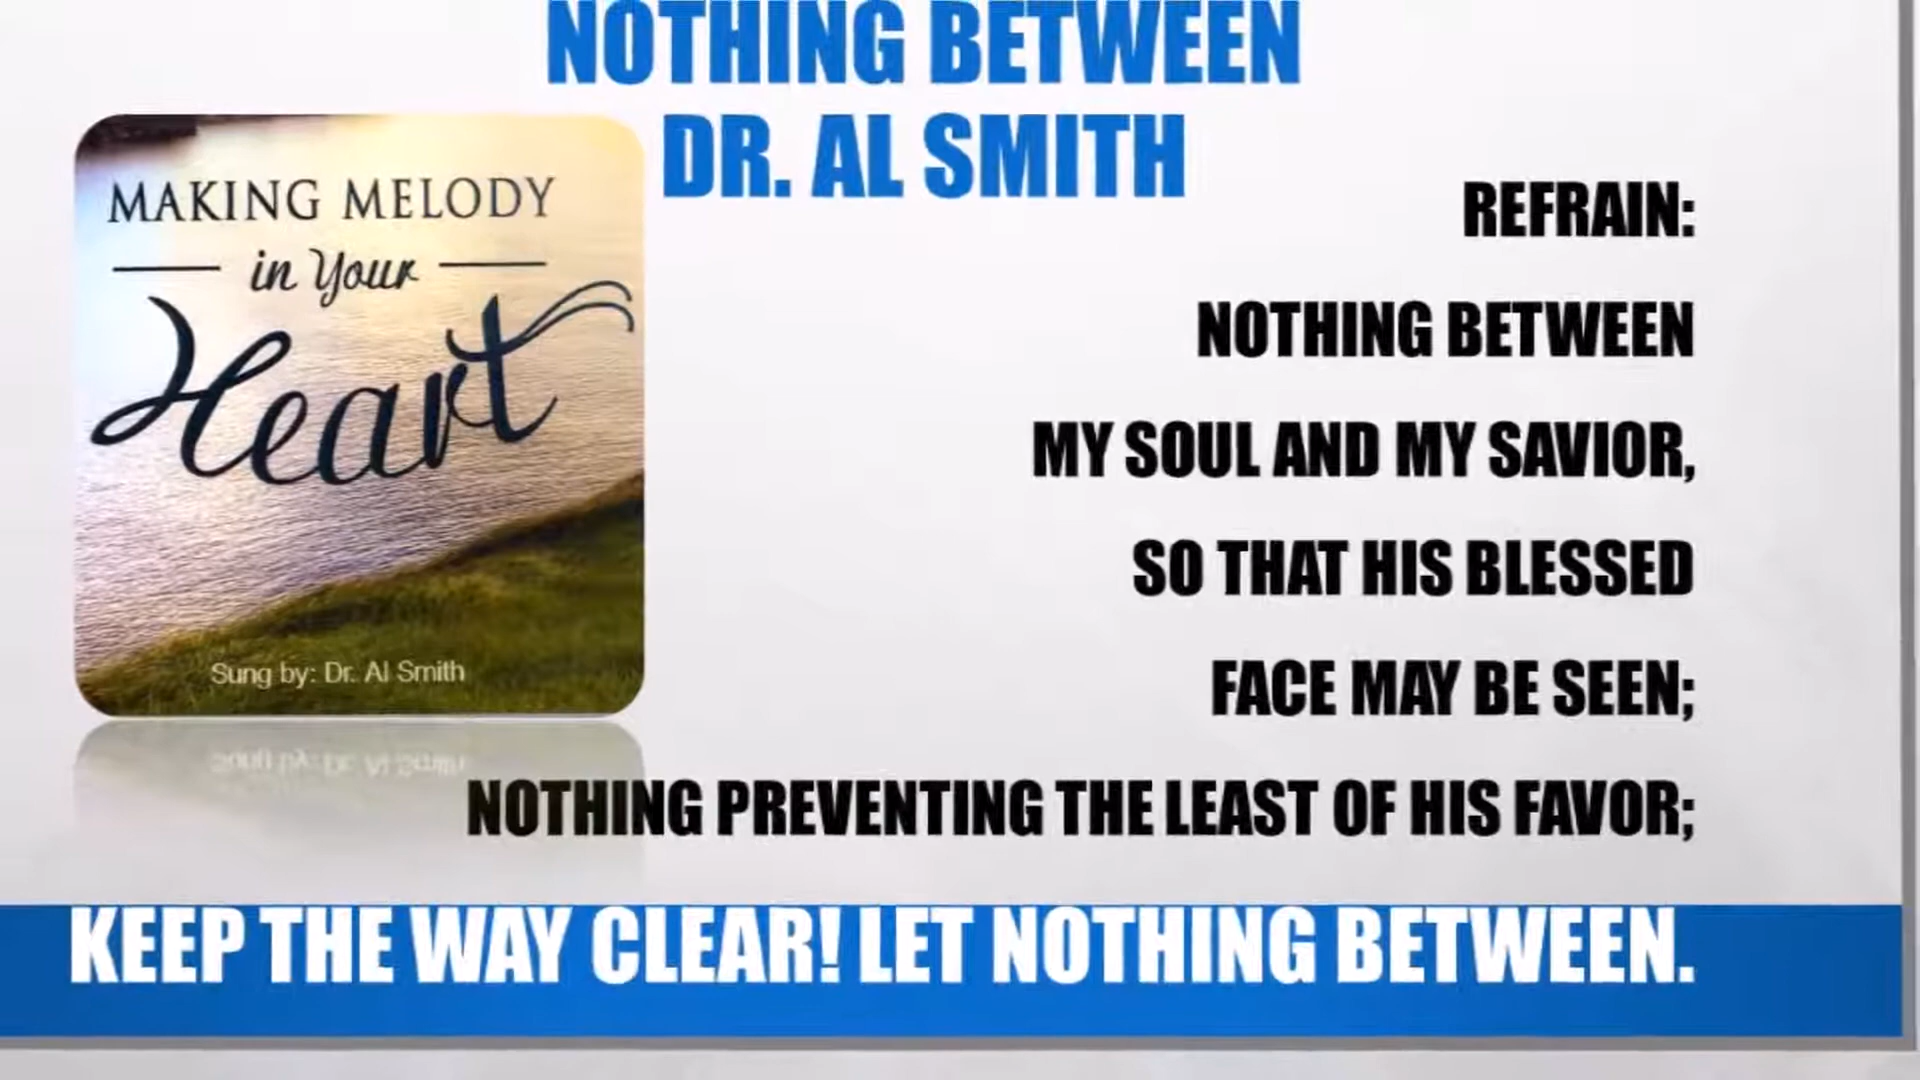 NOTHING BETWEEN
DR. AL SMITH
MAKING MELODY
in Your
Heart
Sung by: Dr. Al Smith
REFRAIN:
NOTHING BETWEEN
MY SOUL AND MY SAVIOR,
SO THAT HIS BLESSED
FACE MAY BE SEEN;
NOTHING PREVENTING THE LEAST OF HIS FAVOR;
KEEP THE WAY CLEAR! LET NOTHING BETWEEN.